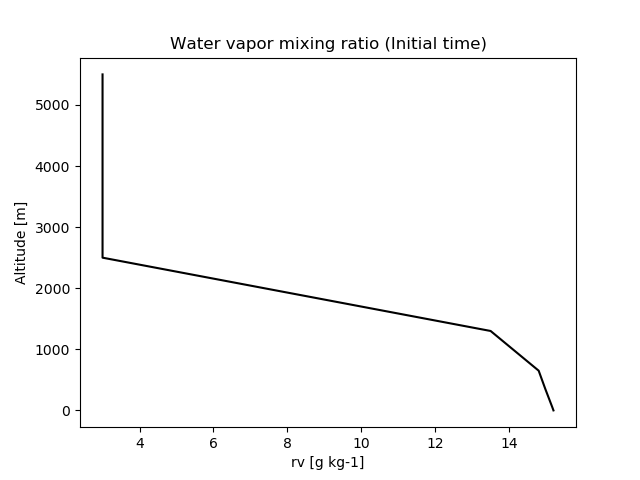 Water vapor mixing ratio (Initial time)
Altitude [m]
5000
4000
3000
2000
1000
0
4 6 8 10 12 14
rv [g kg-1]